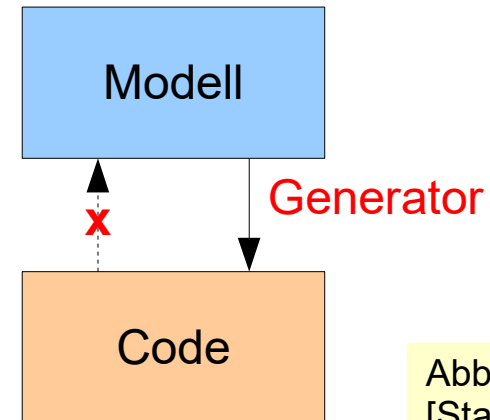 Modell
x
Generator
Code
Abb
[Sta